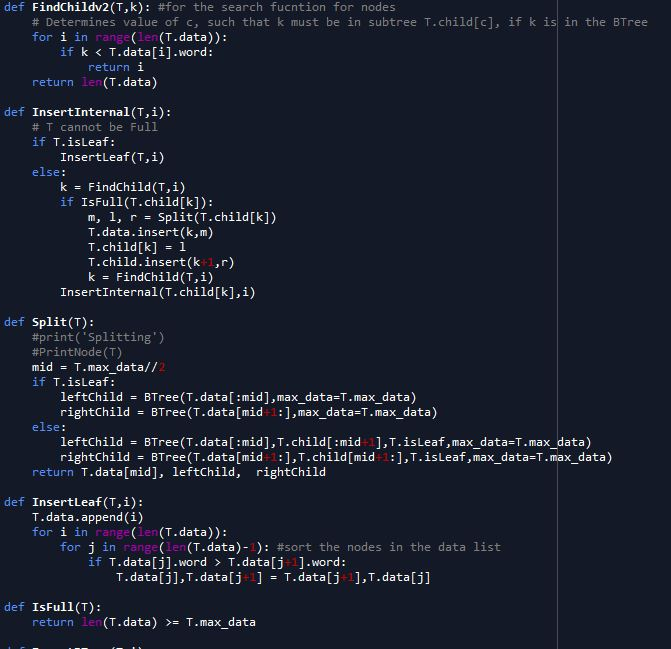 def FindChildv2(T,k): #for the search fucntion for nodes
    # Determines value of c, such that k must be in subtree T.child[c], if k is in the BTree
    for i in range(len(T.data)):
        if k < T.data[i].word:
            return i
    return len(T.data)

def InsertInternal(T,i):
    # T cannot be Full
    if T.isLeaf:
        InsertLeaf(T,i)
    else:
        k = FindChild(T,i)
        if IsFull(T.child[k]):
            m, l, r = Split(T.child[k])
            T.data.insert(k,m)
            T.child[k] = l
            T.child.insert(k+1,r)
            k = FindChild(T,i)
        InsertInternal(T.child[k],i)

def Split(T):
    #print('Splitting')
    #PrintNode(T)
    mid = T.max_data//2
    if T.isLeaf:
        leftChild = BTree(T.data[:mid],max_data=T.max_data)
        rightChild = BTree(T.data[mid+1:],max_data=T.max_data)
    else:
        leftChild = BTree(T.data[:mid],T.child[:mid+1],T.isLeaf,max_data=T.max_data)
        rightChild = BTree(T.data[mid+1:],T.child[mid+1:],T.isLeaf,max_data=T.max_data)
    return T.data[mid], leftChild,  rightChild

def InsertLeaf(T,i):
    T.data.append(i)
    for i in range(len(T.data)):
        for j in range(len(T.data)-1): #sort the nodes in the data list
            if T.data[j].word > T.data[j+1].word:
                T.data[j],T.data[j+1] = T.data[j+1],T.data[j]

def IsFull(T):
    return len(T.data) >= T.max_data